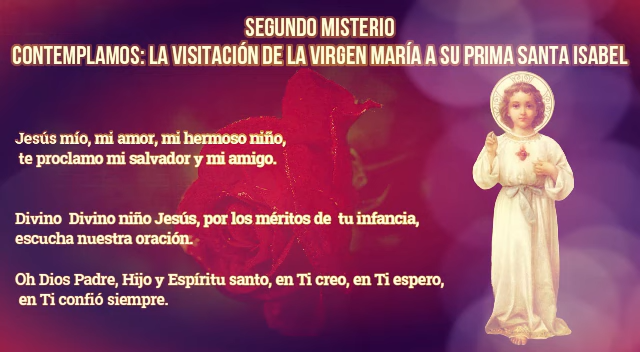 SEGUNDO MISTERIO
CONTEMPLAMOS: LA VISITACIÓN DE LA VIRGEN MARÍA A SU PRIMA SANTA ISABEL
Jesús mío, mi amor, mi hermoso niño,
te proclamo mi salvador y mi amigo.
Divino Divino niño Jesús, por los méritos de tu infancia,
escucha nuestra oración.
Oh Dios Padre, Hijo y Espíritu santo, en Ti creo, en Ti espero,
en Ti confió siempre.